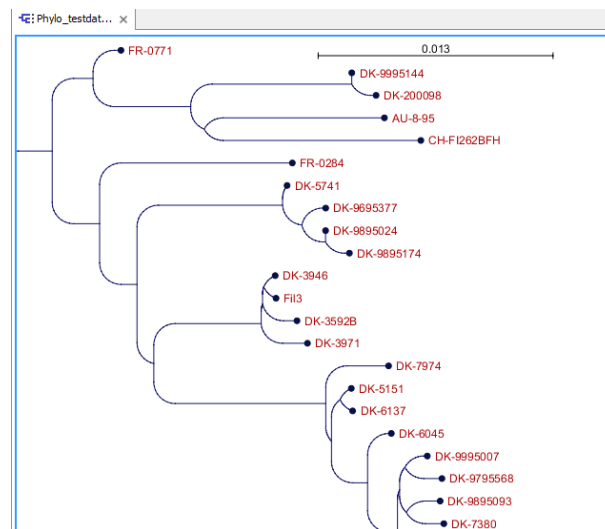 Phylo_testdat...
FR-0771
0.013
DK-9995144
DK-200098
AU-8-95
CH-FI262BFH
FR-0284
DK-5741
DK-9695377
DK-9895024
DK-9895174
DK-3946
Fil3
DK-3592B
DK-3971
DK-7974
DK-5151
DK-6137
DK-6045
DK-9995007
DK-9795568
DK-9895093
DK-7380